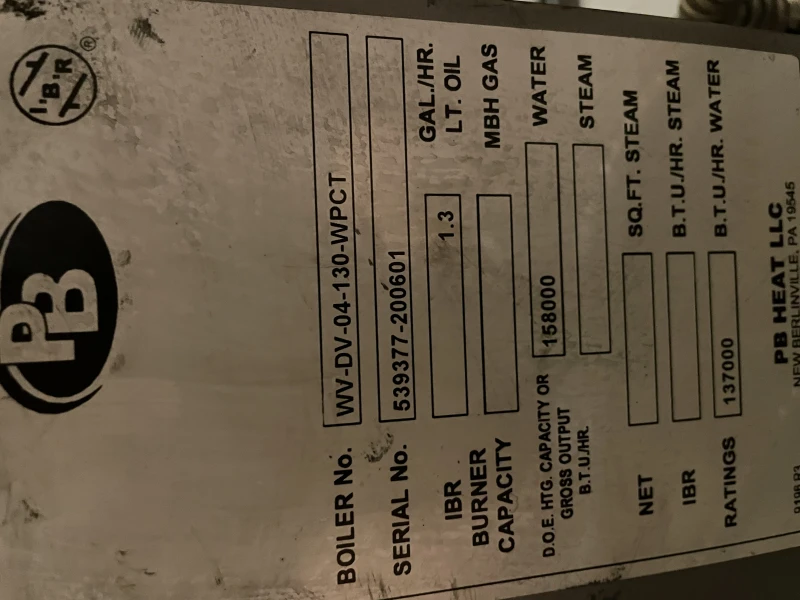 I=B=R ®
PB
BOILER No. WV-DV-04-130-WPCT
SERIAL No. 539377-200601
IBR BURNER CAPACITY
1.3 GAL./HR. LT. OIL
MBH GAS
D.O.E. HTG. CAPACITY OR GROSS OUTPUT B.T.U/HR.
158000 WATER
STEAM
NET IBR RATINGS
SQ.FT. STEAM
B.T.U./HR. STEAM
137000 B.T.U./HR. WATER
PB HEAT LLC
NEW BERLINVILLE, PA 19545
9196 R3